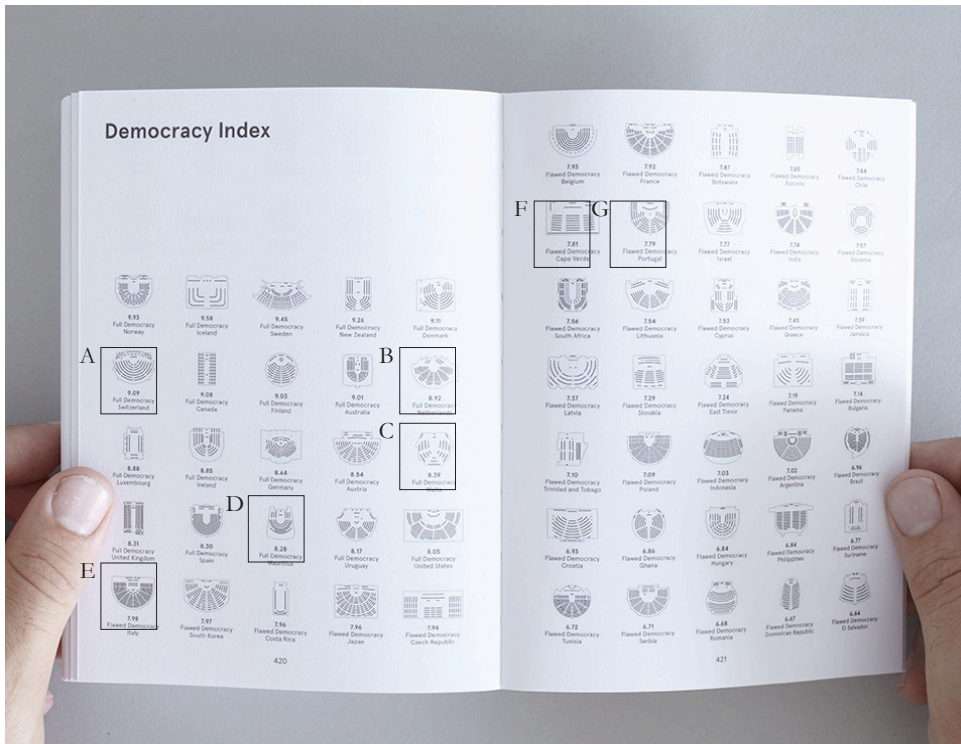 Democracy Index
9.93
Full Democracy
Norway
9.58
Full Democracy
Iceland
9.45
Full Democracy
Sweden
9.26
Full Democracy
New Zealand
9.11
Full Democracy
Denmark
A
9.09
Full Democracy
Switzerland
9.08
Full Democracy
Canada
9.03
Full Democracy
Finland
9.01
Full Democracy
Australia
B
8.92
Full Democracy
Netherlands
8.88
Full Democracy
Luxembourg
8.85
Full Democracy
Ireland
8.64
Full Democracy
Germany
8.54
Full Democracy
Austria
C
8.39
Full Democracy
Malta
8.31
Full Democracy
United Kingdom
8.30
Full Democracy
Spain
D
8.28
Full Democracy
Mauritius
8.17
Full Democracy
Uruguay
8.05
Full Democracy
United States
E
7.98
Flawed Democracy
Italy
7.97
Flawed Democracy
South Korea
7.96
Flawed Democracy
Costa Rica
7.96
Flawed Democracy
Japan
7.94
Flawed Democracy
Czech Republic
420
7.93
Flawed Democracy
Belgium
7.92
Flawed Democracy
France
7.87
Flawed Democracy
Botswana
7.85
Flawed Democracy
Estonia
7.84
Flawed Democracy
Chile
F
7.81
Flawed Democracy
Cape Verde
G
7.79
Flawed Democracy
Portugal
7.77
Flawed Democracy
Israel
7.74
Flawed Democracy
India
7.57
Flawed Democracy
Slovenia
7.56
Flawed Democracy
South Africa
7.54
Flawed Democracy
Lithuania
7.53
Flawed Democracy
Cyprus
7.45
Flawed Democracy
Greece
7.39
Flawed Democracy
Jamaica
7.37
Flawed Democracy
Latvia
7.29
Flawed Democracy
Slovakia
7.24
Flawed Democracy
East Timor
7.19
Flawed Democracy
Panama
7.14
Flawed Democracy
Bulgaria
7.10
Flawed Democracy
Trinidad and Tobago
7.09
Flawed Democracy
Poland
7.03
Flawed Democracy
Indonesia
7.02
Flawed Democracy
Argentina
6.96
Flawed Democracy
Brazil
6.93
Flawed Democracy
Croatia
6.86
Flawed Democracy
Ghana
6.84
Flawed Democracy
Hungary
6.84
Flawed Democracy
Philippines
6.77
Flawed Democracy
Suriname
6.72
Flawed Democracy
Tunisia
6.71
Flawed Democracy
Serbia
6.68
Flawed Democracy
Romania
6.67
Flawed Democracy
Dominican Republic
6.64
Flawed Democracy
El Salvador
421